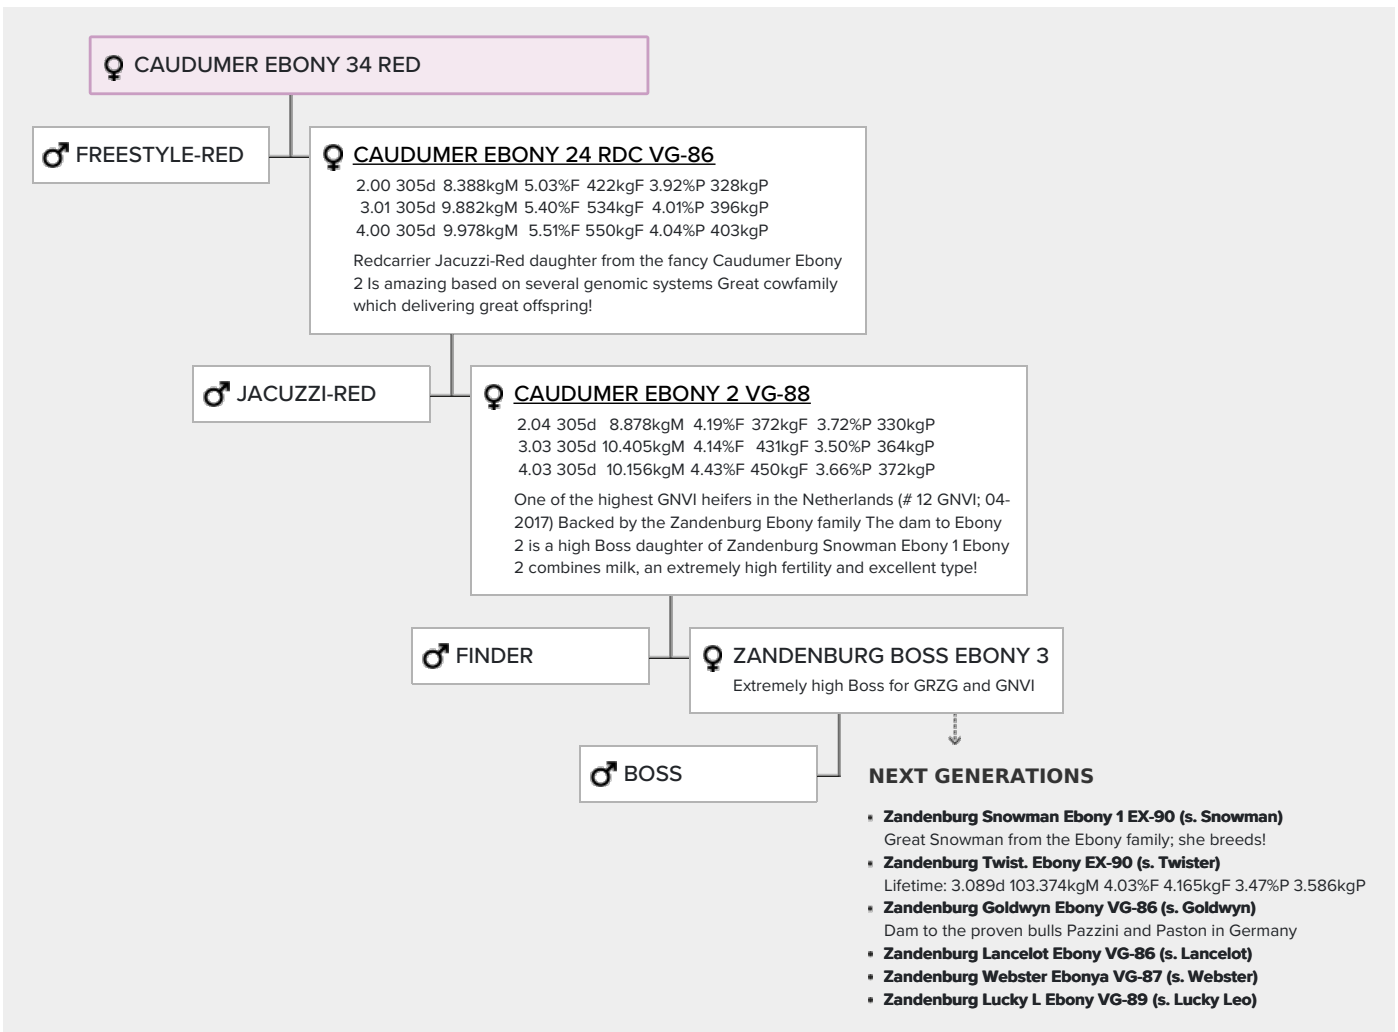 CAUDUMER EBONY 34 RED
FREESTYLE-RED
CAUDUMER EBONY 24 RDC VG-86
2.00 305d 8.388kgM 5.03%F 422kgF 3.92%P 328kgP
3.01 305d 9.882kgM 5.40%F 534kgF 4.01%P 396kgP
4.00 305d 9.978kgM 5.51%F 550kgF 4.04%P 403kgP
Redcarrier Jacuzzi-Red daughter from the fancy Caudumer Ebony
2 Is amazing based on several genomic systems Great cowfamily
which delivering great offspring!
JACUZZI-RED
CAUDUMER EBONY 2 VG-88
2.04 305d 8.878kgM 4.19%F 372kgF 3.72%P 330kgP
3.03 305d 10.405kgM 4.14%F 431kgF 3.50%P 364kgP
4.03 305d 10.156kgM 4.43%F 450kgF 3.66%P 372kgP
One of the highest GNVI heifers in the Netherlands (# 12 GNVI; 04-
2017) Backed by the Zandenburg Ebony family The dam to Ebony
2 is a high Boss daughter of Zandenburg Snowman Ebony 1 Ebony
2 combines milk, an extremely high fertility and excellent type!
FINDER
ZANDENBURG BOSS EBONY 3
Extremely high Boss for GRZG and GNVI
BOSS
NEXT GENERATIONS
Zandenburg Snowman Ebony 1 EX-90 (s. Snowman)
Great Snowman from the Ebony family; she breeds!
Zandenburg Twist. Ebony EX-90 (s. Twister)
Lifetime: 3.089d 103.374kgM 4.03%F 4.165kgF 3.47%P 3.586kgP
Zandenburg Goldwyn Ebony VG-86 (s. Goldwyn)
Dam to the proven bulls Pazzini and Paston in Germany
Zandenburg Lancelot Ebony VG-86 (s. Lancelot)
Zandenburg Webster Ebonya VG-87 (s. Webster)
Zandenburg Lucky L Ebony VG-89 (s. Lucky Leo)